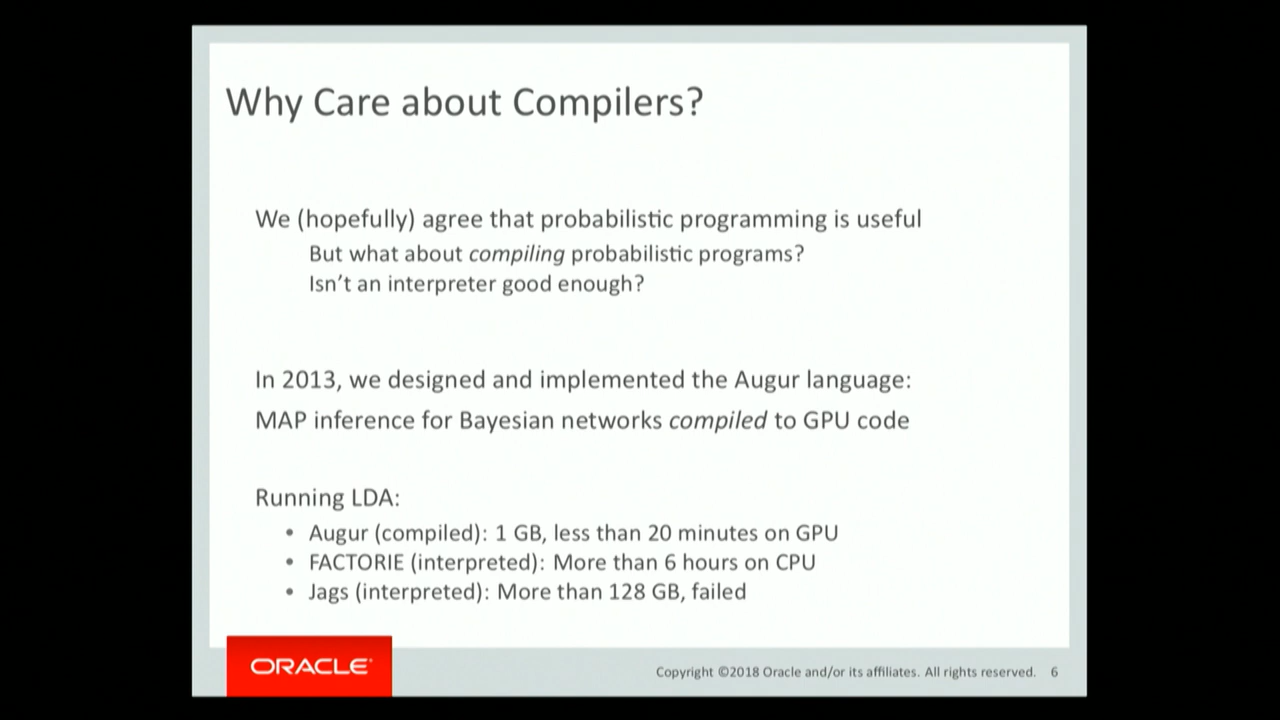 Why Care about Compilers?
We (hopefully) agree that probabilistic programming is useful
But what about compiling probabilistic programs?
Isn't an interpreter good enough?
In 2013, we designed and implemented the Augur language:
MAP inference for Bayesian networks compiled to GPU code
Running LDA:
• Augur (compiled): 1 GB, less than 20 minutes on GPU
• FACTORIE (interpreted): More than 6 hours on CPU
• Jags (interpreted): More than 128 GB, failed
ORACLE
Copyright ©2018 Oracle and/or its affiliates. All rights reserved. 6